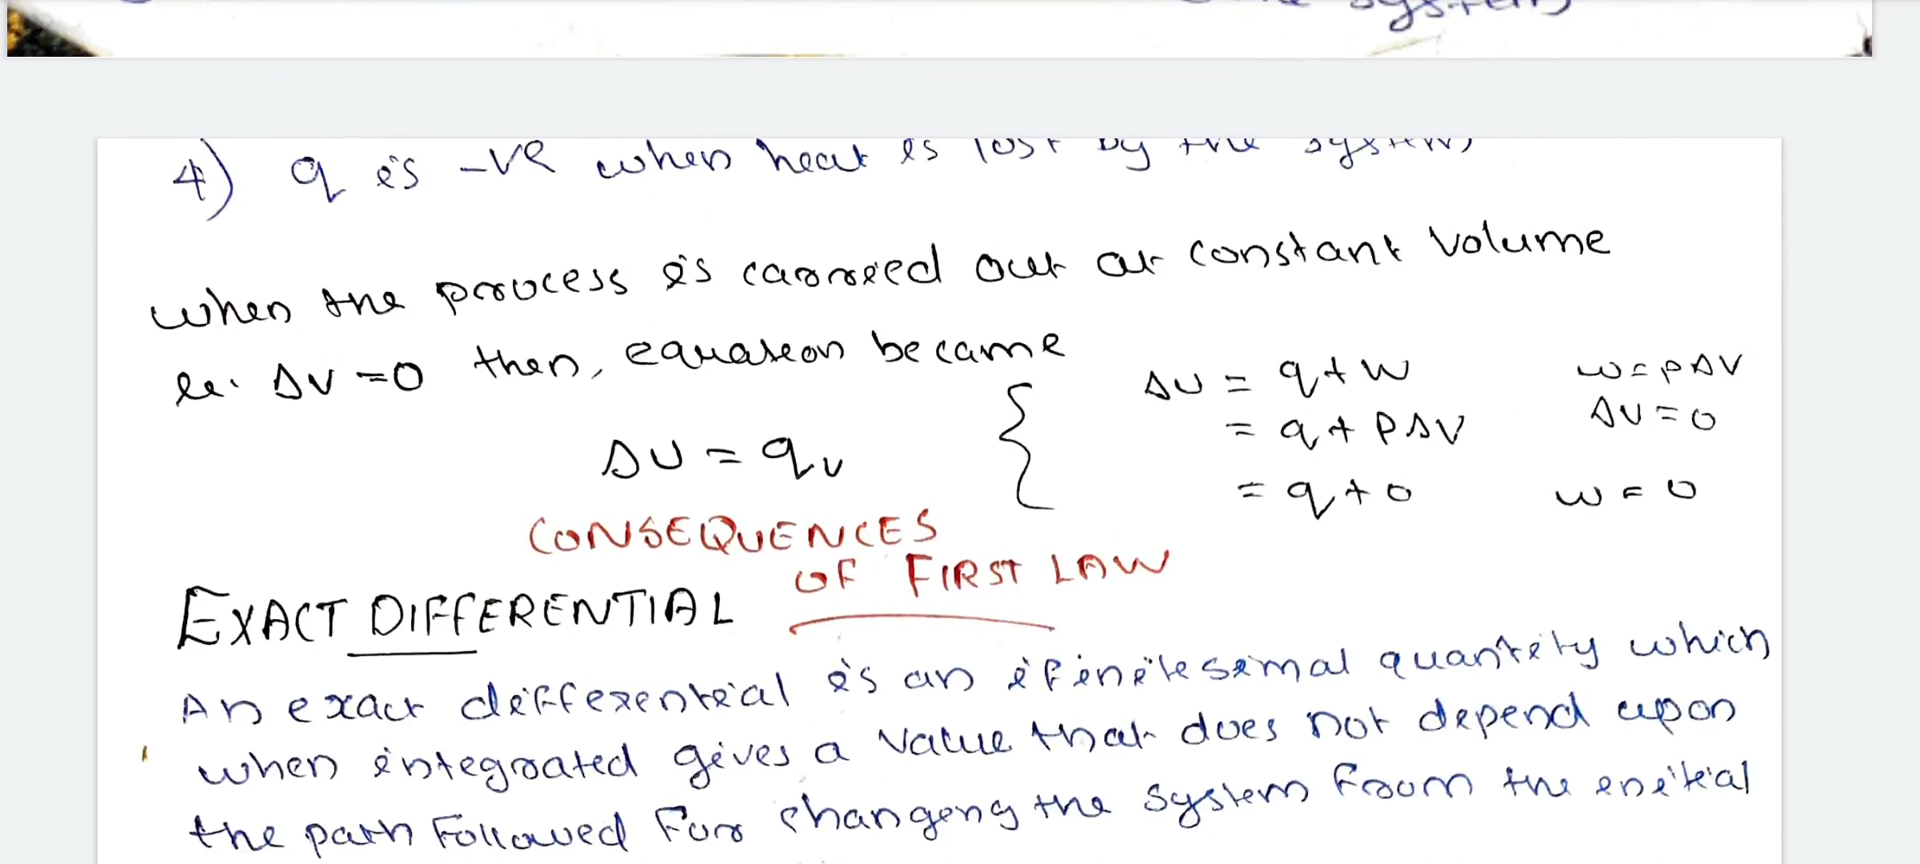 system
4) q is -ve when heat is lost by the system
when the process is carried out at constant volume
ie. ΔV = 0 then, equation became
ΔU = q + w w = PΔV
= q + PΔV ΔV = 0
ΔU = qv
= q + 0 w = 0
CONSEQUENCES
OF FIRST LAW
EXACT DIFFERENTIAL
An exact differential is an ifinitesimal quantity which
when integrated gives a value that does not depend upon
the path followed for changing the system from the initial